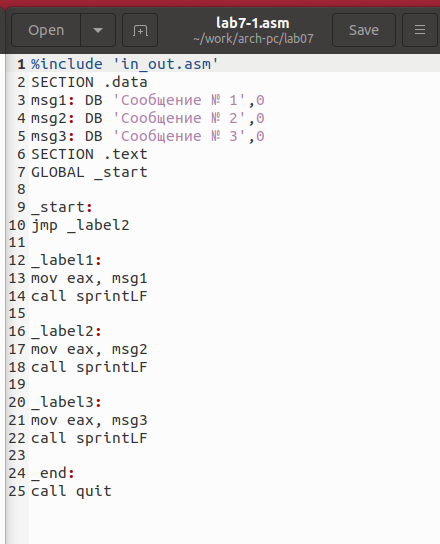 Open
lab7-1.asm
~/work/arch-pc/lab07
Save
1 %include 'in_out.asm'
2 SECTION .data
3 msg1: DB 'Сообщение № 1',0
4 msg2: DB 'Сообщение № 2',0
5 msg3: DB 'Сообщение № 3',0
6 SECTION .text
7 GLOBAL _start
8
9 _start:
10 jmp _label2
11
12 _label1:
13 mov eax, msg1
14 call sprintLF
15
16 _label2:
17 mov eax, msg2
18 call sprintLF
19
20 _label3:
21 mov eax, msg3
22 call sprintLF
23
24 _end:
25 call quit